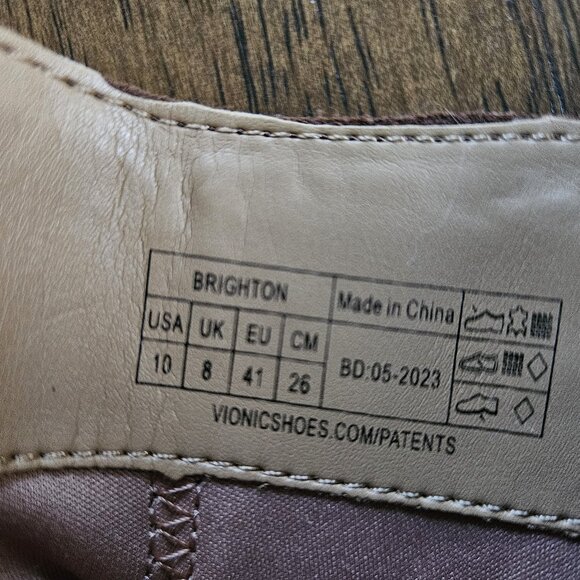 BRIGHTON Made in China
USA UK EU CM
10 8 41 26 BD:05-2023
VIONICSHOES.COM/PATENTS